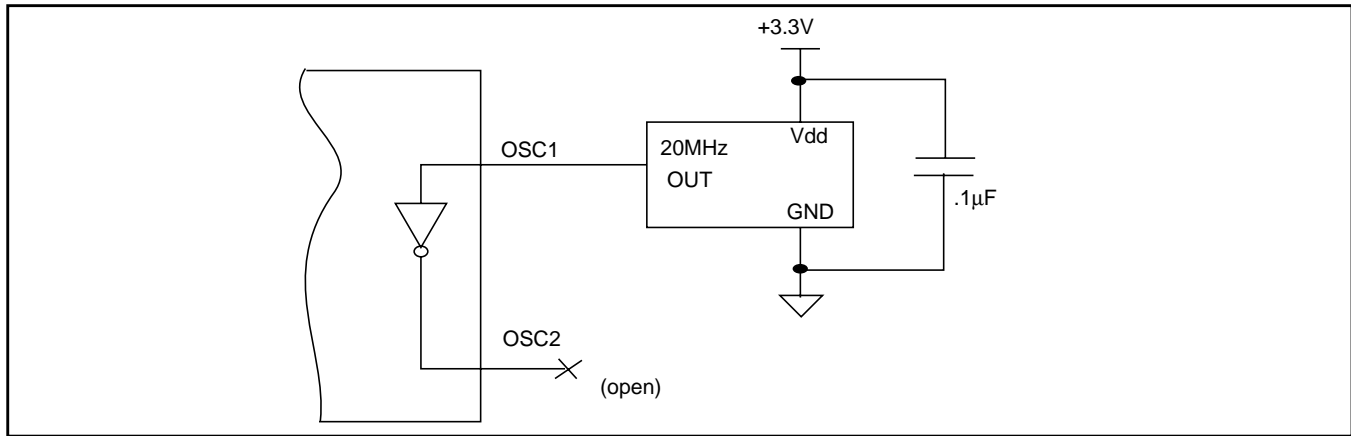 +3.3V
OSC1
20MHz
OUT
Vdd
GND
.1μF
OSC2
(open)